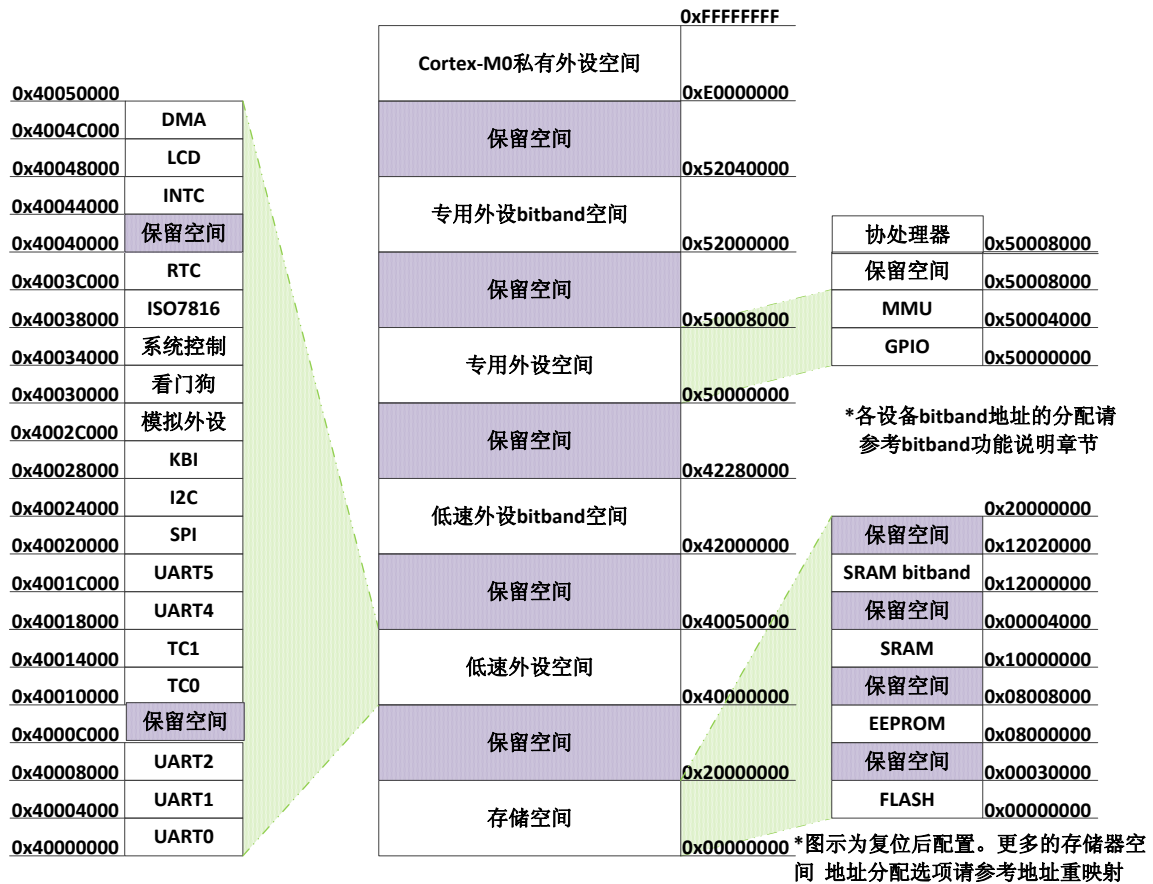 0x40050000
DMA
0x4004C000
LCD
0x40048000
INTC
0x40044000
保留空间
0x40040000
RTC
0x4003C000
ISO7816
0x40038000
系统控制
0x40034000
看门狗
0x40030000
模拟外设
0x4002C000
KBI
0x40028000
I2C
0x40024000
SPI
0x40020000
UART5
0x4001C000
UART4
0x40018000
TC1
0x40014000
TC0
0x40010000
保留空间
0x4000C000
UART2
0x40008000
UART1
0x40004000
UART0
0x40000000
0xFFFFFFFF
Cortex-M0私有外设空间
0xE0000000
保留空间
0x52040000
专用外设bitband空间
0x52000000
保留空间
0x50008000
专用外设空间
0x50000000
保留空间
0x42280000
低速外设bitband空间
0x42000000
保留空间
0x40050000
低速外设空间
0x40000000
保留空间
0x20000000
存储空间
0x00000000
协处理器
0x50008000
保留空间
0x50008000
MMU
0x50004000
GPIO
0x50000000
*各设备bitband地址的分配请
参考bitband功能说明章节
0x20000000
保留空间
0x12020000
SRAM bitband
0x12000000
保留空间
0x00004000
SRAM
0x10000000
保留空间
0x08008000
EEPROM
0x08000000
保留空间
0x00030000
FLASH
0x00000000
*图示为复位后配置。更多的存储器空
间 地址分配选项请参考地址重映射